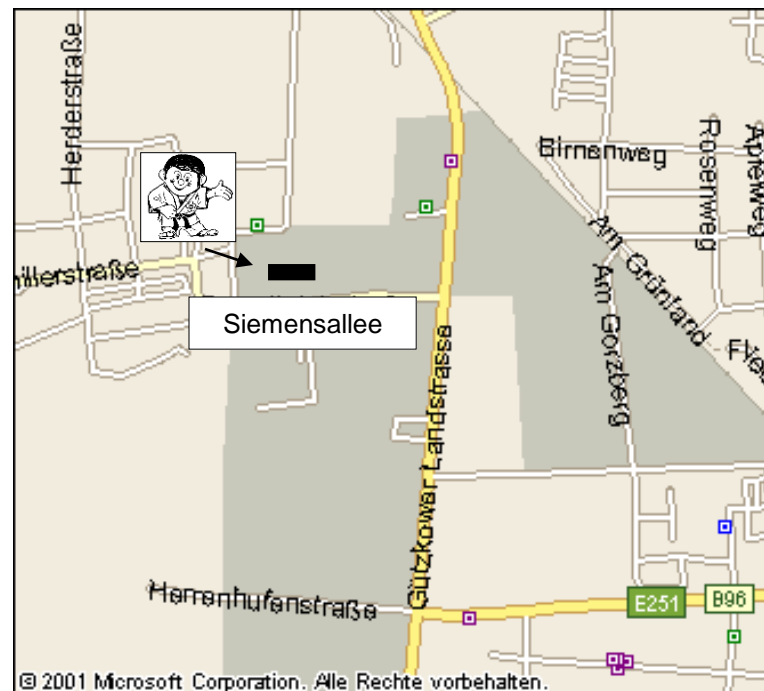 Herderstraße
Birnenweg
Rosenweg
Apfelweg
Am Grünland
illerstraße
Siemensallee
Am Gorzberg
Gützkower Landstrasse
Herrenhufenstraße
E251
B96
© 2001 Microsoft Corporation. Alle Rechte vorbehalten.